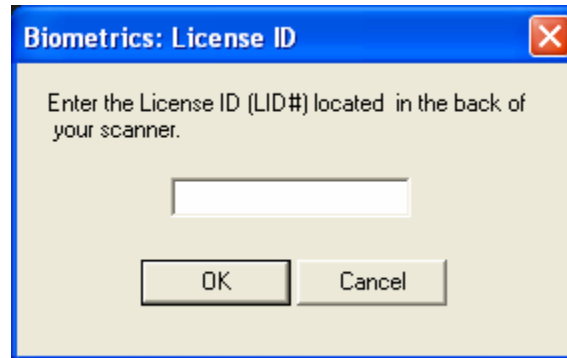 Biometrics: License ID
Enter the License ID (LID#) located  in the back of
your scanner.
OK Cancel